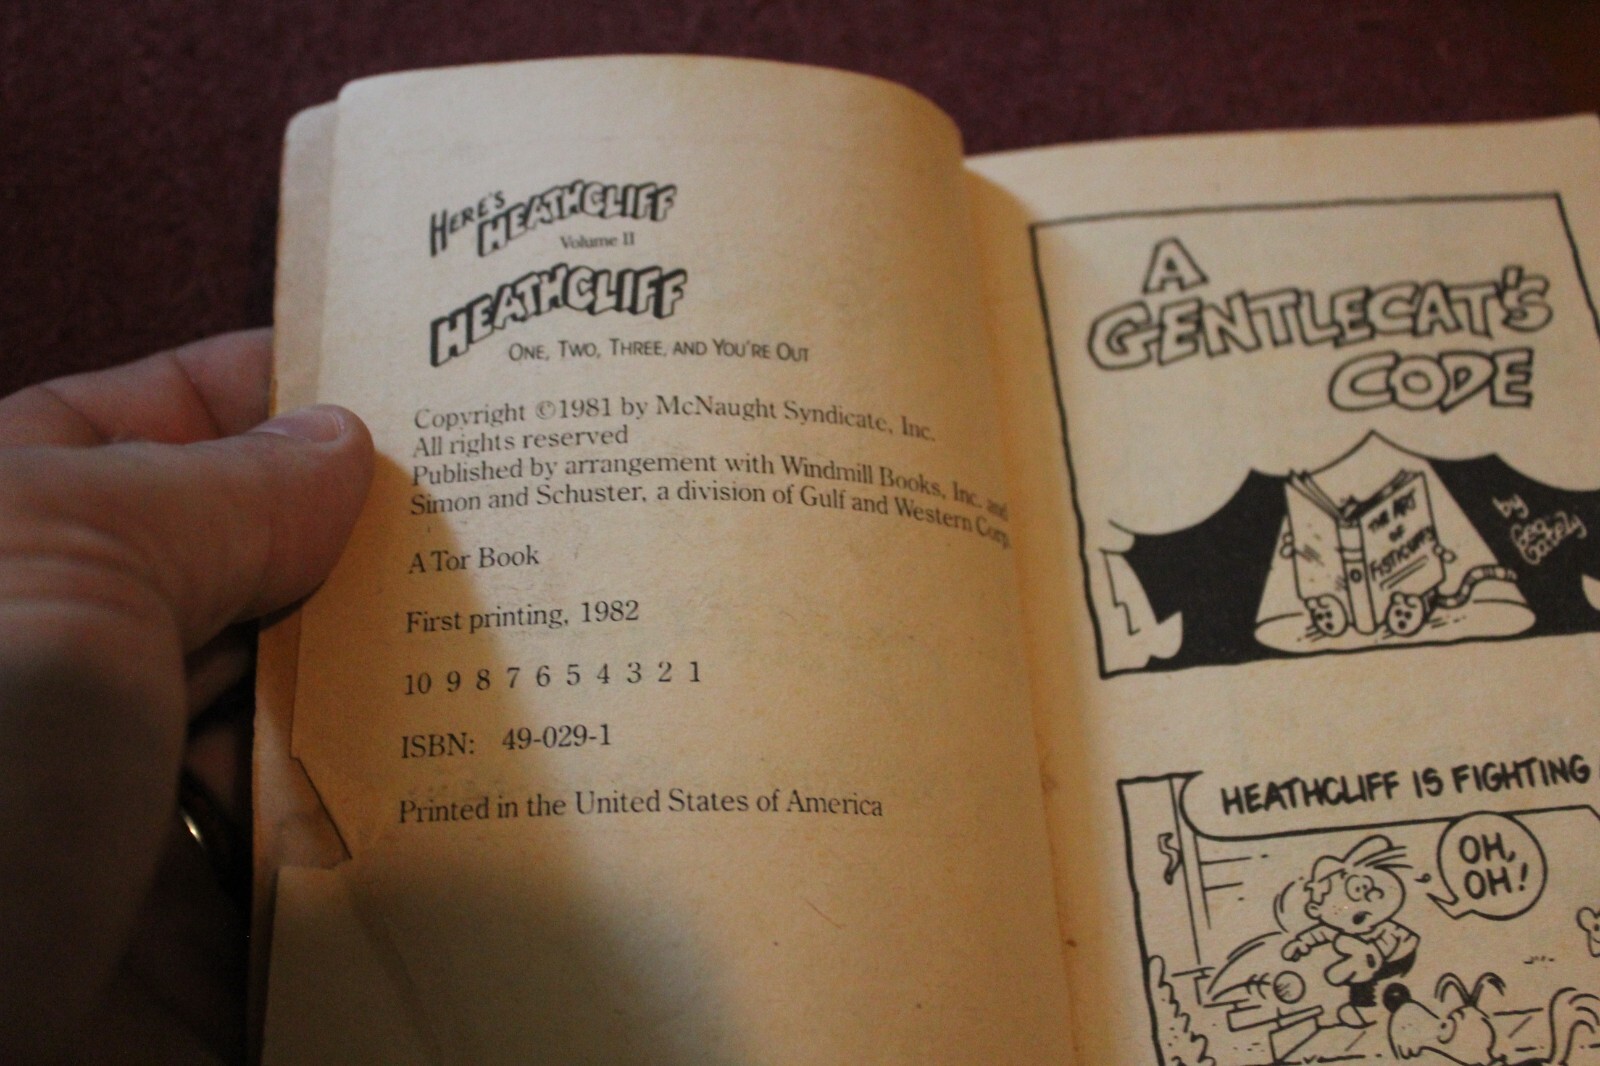 HERE'S HEATHCLIFF
Volume II
HEATHCLIFF
ONE, TWO, THREE, AND YOU'RE OUT
Copyright ©1981 by McNaught Syndicate, Inc.
All rights reserved
Published by arrangement with Windmill Books, Inc. and
Simon and Schuster, a division of Gulf and Western Corp.
A Tor Book
First printing, 1982
10 9 8 7 6 5 4 3 2 1
ISBN: 49-029-1
Printed in the United States of America
A
GENTLECAT'S
CODE
THE ART
OF
FISTICUFFS
by
Geo
Gately
HEATHCLIFF IS FIGHTING
OH,
OH!